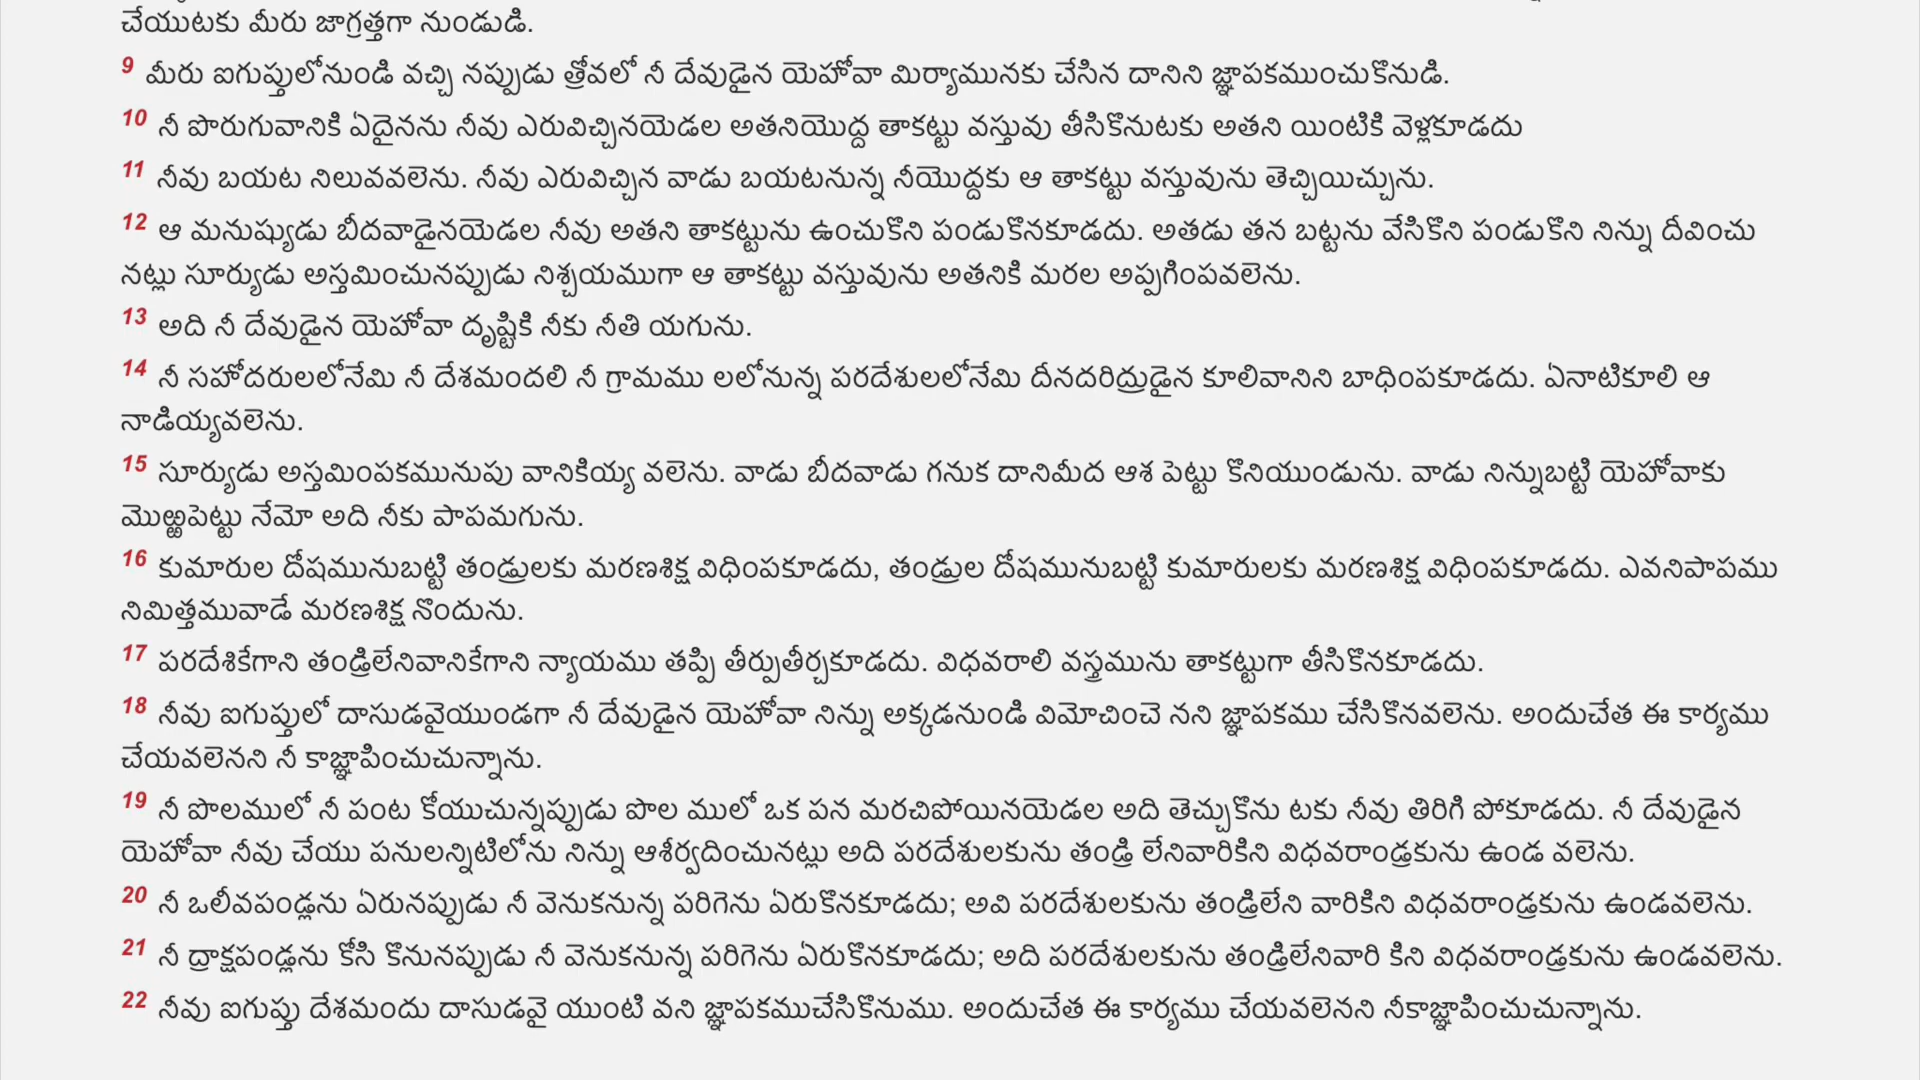 చేయుటకు మీరు జాగ్రత్తగా నుండుడి.
9 మీరు ఐగుప్తులోనుండి వచ్చి నప్పుడు త్రోవలో నీ దేవుడైన యెహోవా మిర్యామునకు చేసిన దానిని జ్ఞాపకముంచుకొనుడి.
10 నీ పొరుగువానికి ఏదైనను నీవు ఎరువిచ్చినయెడల అతనియొద్ద తాకట్టు వస్తువు తీసికొనుటకు అతని యింటికి వెళ్లకూడదు
11 నీవు బయట నిలువవలెను. నీవు ఎరువిచ్చిన వాడు బయటనున్న నీయొద్దకు ఆ తాకట్టు వస్తువును తెచ్చియిచ్చును.
12 ఆ మనుష్యుడు బీదవాడైనయెడల నీవు అతని తాకట్టును ఉంచుకొని పండుకొనకూడదు. అతడు తన బట్టను వేసికొని పండుకొని నిన్ను దీవించు
నట్లు సూర్యుడు అస్తమించునప్పుడు నిశ్చయముగా ఆ తాకట్టు వస్తువును అతనికి మరల అప్పగింపవలెను.
13 అది నీ దేవుడైన యెహోవా దృష్టికి నీకు నీతి యగును.
14 నీ సహోదరులలోనేమి నీ దేశమందలి నీ గ్రామము లలోనున్న పరదేశులలోనేమి దీనదరిద్రుడైన కూలివానిని బాధింపకూడదు. ఏనాటికూలి ఆ
నాడియ్యవలెను.
15 సూర్యుడు అస్తమింపకమునుపు వానికియ్య వలెను. వాడు బీదవాడు గనుక దానిమీద ఆశ పెట్టు కొనియుండును. వాడు నిన్నుబట్టి యెహోవాకు
మొఱ్ఱపెట్టు నేమో అది నీకు పాపమగును.
16 కుమారుల దోషమునుబట్టి తండ్రులకు మరణశిక్ష విధింపకూడదు, తండ్రుల దోషమునుబట్టి కుమారులకు మరణశిక్ష విధింపకూడదు. ఎవనిపాపము
నిమిత్తమువాడే మరణశిక్ష నొందును.
17 పరదేశికేగాని తండ్రిలేనివానికేగాని న్యాయము తప్పి తీర్పుతీర్చకూడదు. విధవరాలి వస్త్రమును తాకట్టుగా తీసికొనకూడదు.
18 నీవు ఐగుప్తులో దాసుడవైయుండగా నీ దేవుడైన యెహోవా నిన్ను అక్కడనుండి విమోచించె నని జ్ఞాపకము చేసికొనవలెను. అందుచేత ఈ కార్యము
చేయవలెనని నీ కాజ్ఞాపించుచున్నాను.
19 నీ పొలములో నీ పంట కోయుచున్నప్పుడు పొల ములో ఒక పన మరచిపోయినయెడల అది తెచ్చుకొను టకు నీవు తిరిగి పోకూడదు. నీ దేవుడైన
యెహోవా నీవు చేయు పనులన్నిటిలోను నిన్ను ఆశీర్వదించునట్లు అది పరదేశులకును తండ్రి లేనివారికిని విధవరాండ్రకును ఉండ వలెను.
20 నీ ఒలీవపండ్లను ఏరునప్పుడు నీ వెనుకనున్న పరిగెను ఏరుకొనకూడదు; అవి పరదేశులకును తండ్రిలేని వారికిని విధవరాండ్రకును ఉండవలెను.
21 నీ ద్రాక్షపండ్లను కోసి కొనునప్పుడు నీ వెనుకనున్న పరిగెను ఏరుకొనకూడదు; అది పరదేశులకును తండ్రిలేనివారి కిని విధవరాండ్రకును ఉండవలెను.
22 నీవు ఐగుప్తు దేశమందు దాసుడవై యుంటి వని జ్ఞాపకముచేసికొనుము. అందుచేత ఈ కార్యము చేయవలెనని నీకాజ్ఞాపించుచున్నాను.